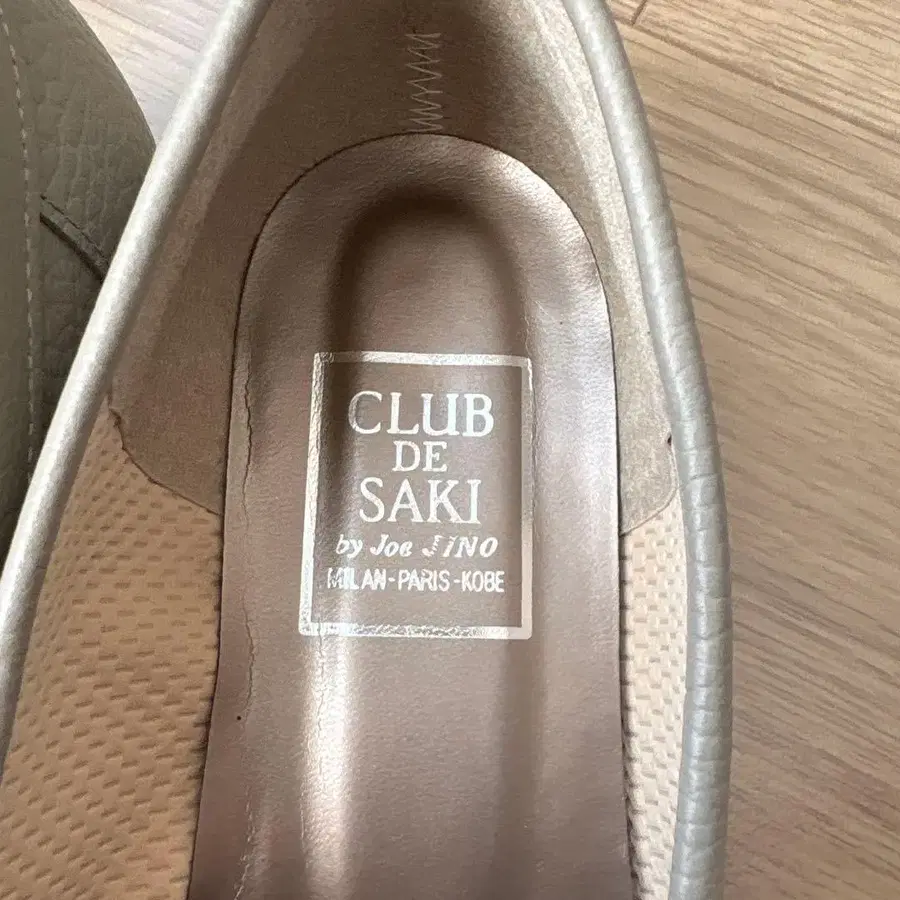 CLUB
DE
SAKI
by Joe JINO
MILAN-PARIS-KOBE